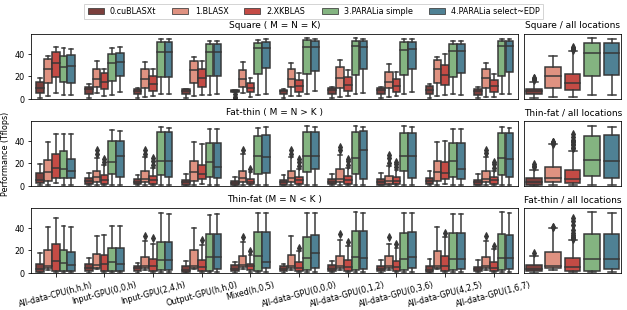 0.cuBLASXt 1.BLASX 2.XKBLAS 3.PARALia simple 4.PARALia select~EDP
Square ( M = N = K)
Square / all locations
40
20
0
Fat-thin ( M = N > K )
Thin-fat / all locations
40
20
0
Thin-fat (M = N < K )
Fat-thin / all locations
40
20
0
Performance (Tflops)
All-data-CPU(h,h,h)
Input-GPU(0,0,h)
Input-GPU(2,4,h)
Output-GPU(h,h,0)
Mixed(h,0,5)
All-data-GPU(0,0,0)
All-data-GPU(0,1,2)
All-data-GPU(0,3,6)
All-data-GPU(4,2,5)
All-data-GPU(1,6,7)